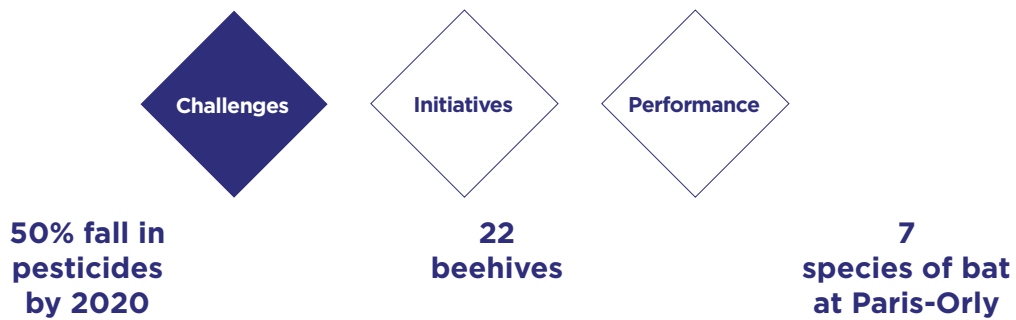 Challenges
Initiatives
Performance
50% fall in
pesticides
by 2020
22
beehives
7
species of bat
at Paris-Orly